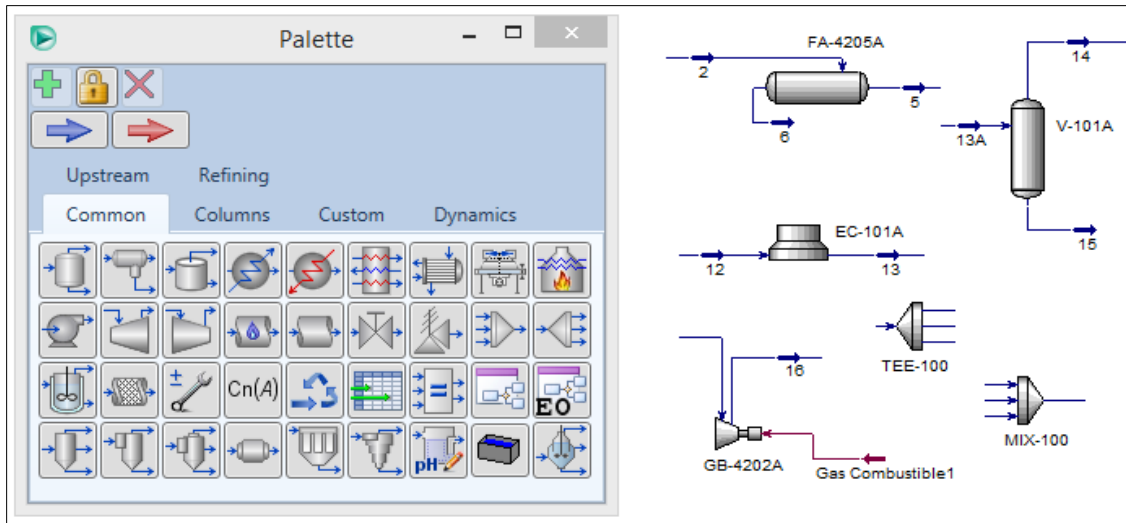 Palette
Upstream Refining
Common Columns Custom Dynamics
Cn(A)
EO
pH
FA-4205A
2
5
6
14
13A
V-101A
15
EC-101A
12
13
TEE-100
16
MIX-100
GB-4202A
Gas Combustible1